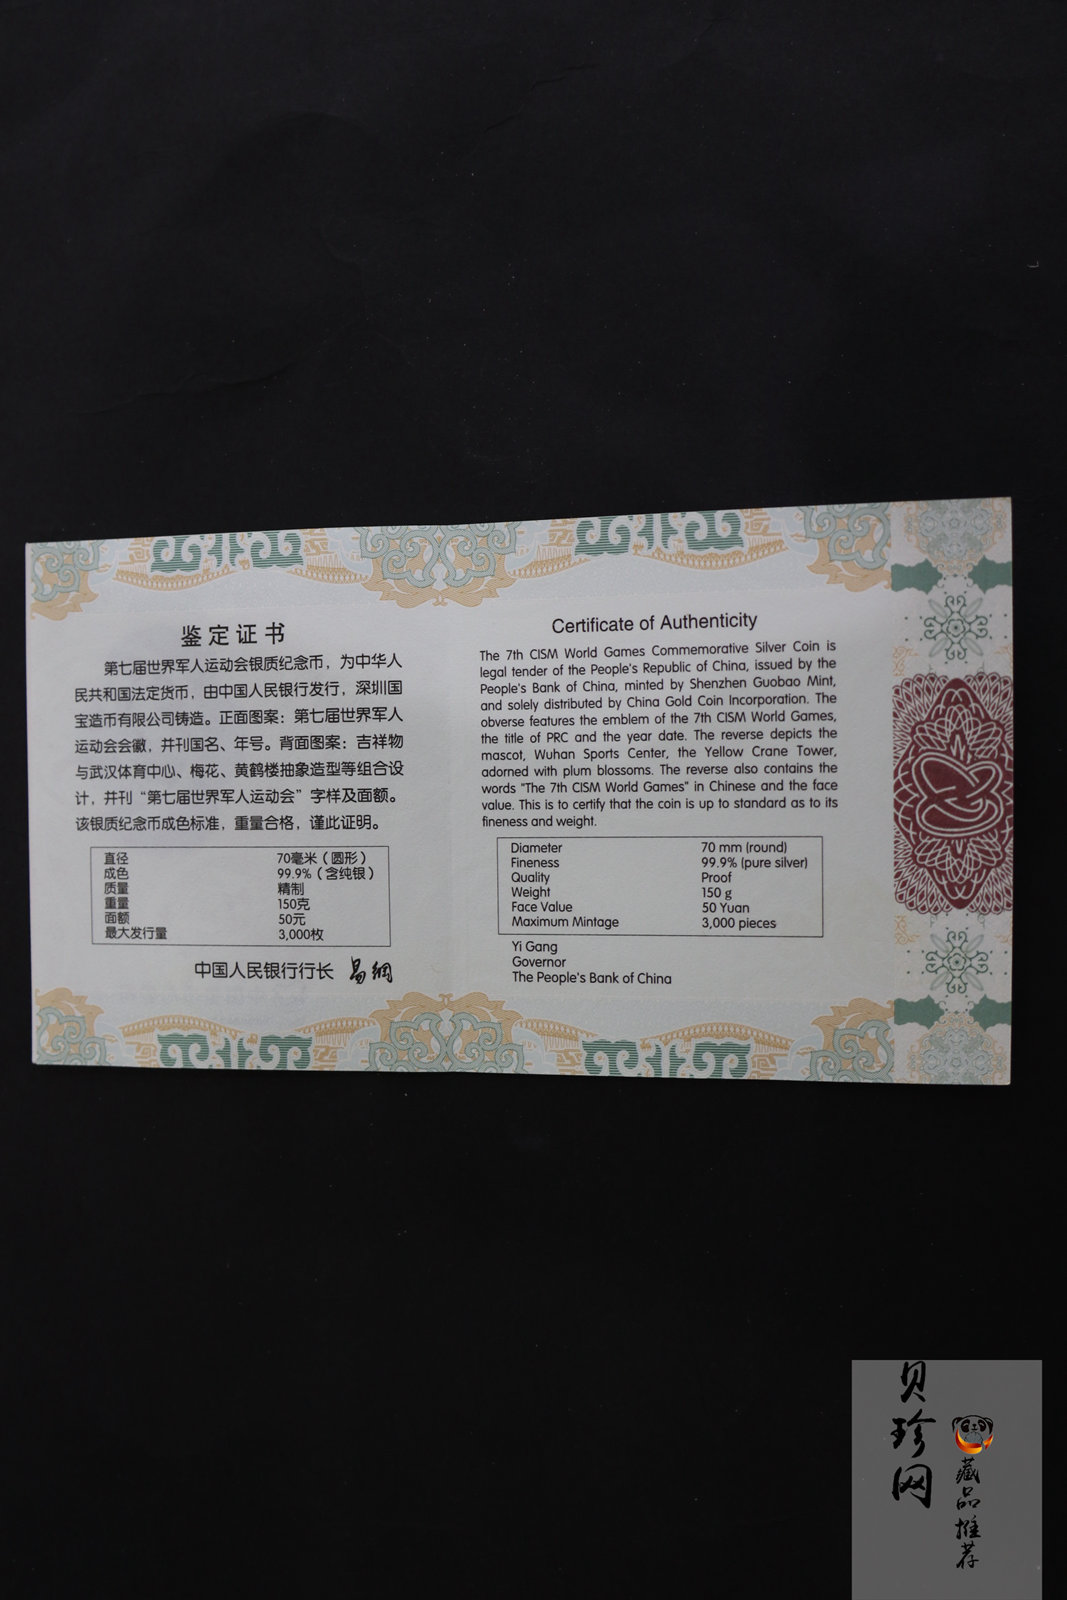 鉴定证书
第七届世界军人运动会银质纪念币，为中华人
民共和国法定货币，由中国人民银行发行，深圳国
宝造币有限公司铸造。正面图案：第七届世界军人
运动会会徽，并刊国名、年号。背面图案：吉祥物
与武汉体育中心、梅花、黄鹤楼抽象造型等组合设
计，并刊“第七届世界军人运动会”字样及面额。
该银质纪念币成色标准，重量合格，谨此证明。
直径 70毫米（圆形）
成色 99.9%（含纯银）
质量 精制
重量 150克
面额 50元
最大发行量 3,000枚
中国人民银行行长 易纲
Certificate of Authenticity
The 7th CISM World Games Commemorative Silver Coin is
legal tender of the People's Republic of China, issued by the
People's Bank of China, minted by Shenzhen Guobao Mint,
and solely distributed by China Gold Coin Incorporation. The
obverse features the emblem of the 7th CISM World Games,
the title of PRC and the year date. The reverse depicts the
mascot, Wuhan Sports Center, the Yellow Crane Tower,
adorned with plum blossoms. The reverse also contains the
words "The 7th CISM World Games" in Chinese and the face
value. This is to certify that the coin is up to standard as to its
fineness and weight.
Diameter 70 mm (round)
Fineness 99.9% (pure silver)
Quality Proof
Weight 150 g
Face Value 50 Yuan
Maximum Mintage 3,000 pieces
Yi Gang
Governor
The People's Bank of China
贝珍网
藏品推荐